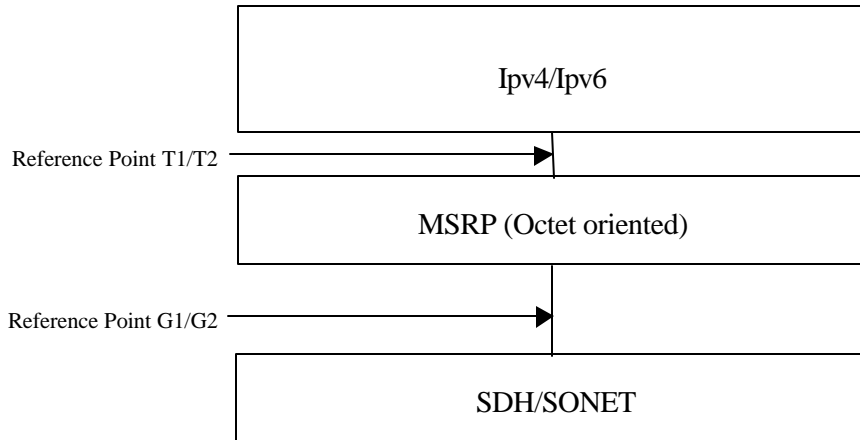 Ipv4/Ipv6
Reference Point T1/T2
MSRP (Octet oriented)
Reference Point G1/G2
SDH/SONET